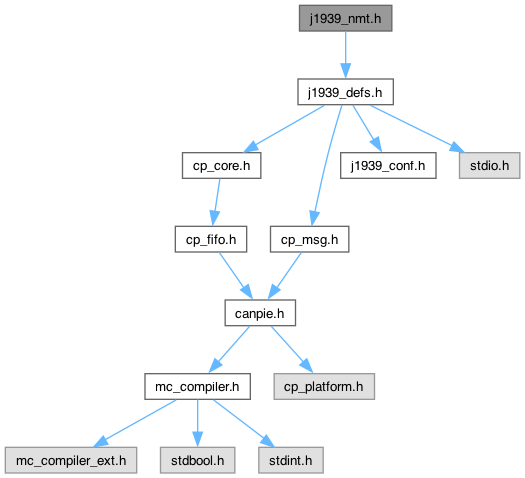 j1939_nmt.h
j1939_defs.h
cp_core.h
j1939_conf.h
stdio.h
cp_fifo.h
cp_msg.h
canpie.h
mc_compiler.h
cp_platform.h
mc_compiler_ext.h
stdbool.h
stdint.h